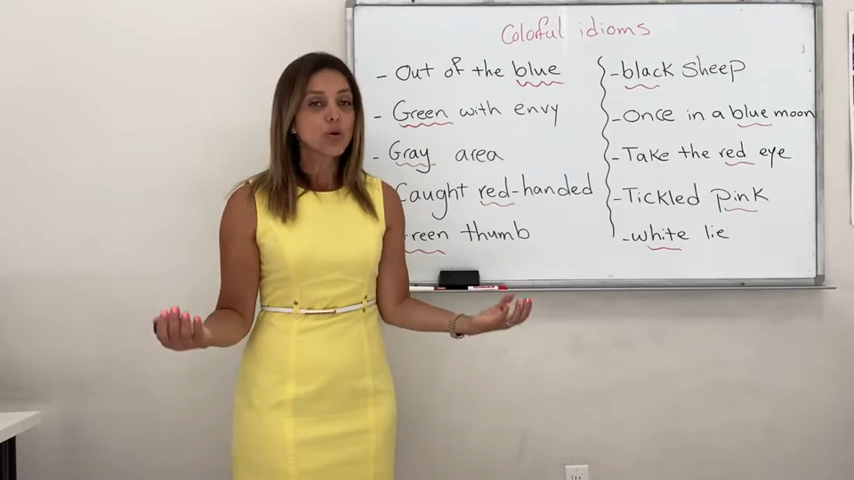 Colorful idioms
- Out of the blue
- Green with envy
- Gray area
Caught red-handed
reen thumb
- black sheep
- Once in a blue moon
- Take the red eye
- Tickled pink
- white lie